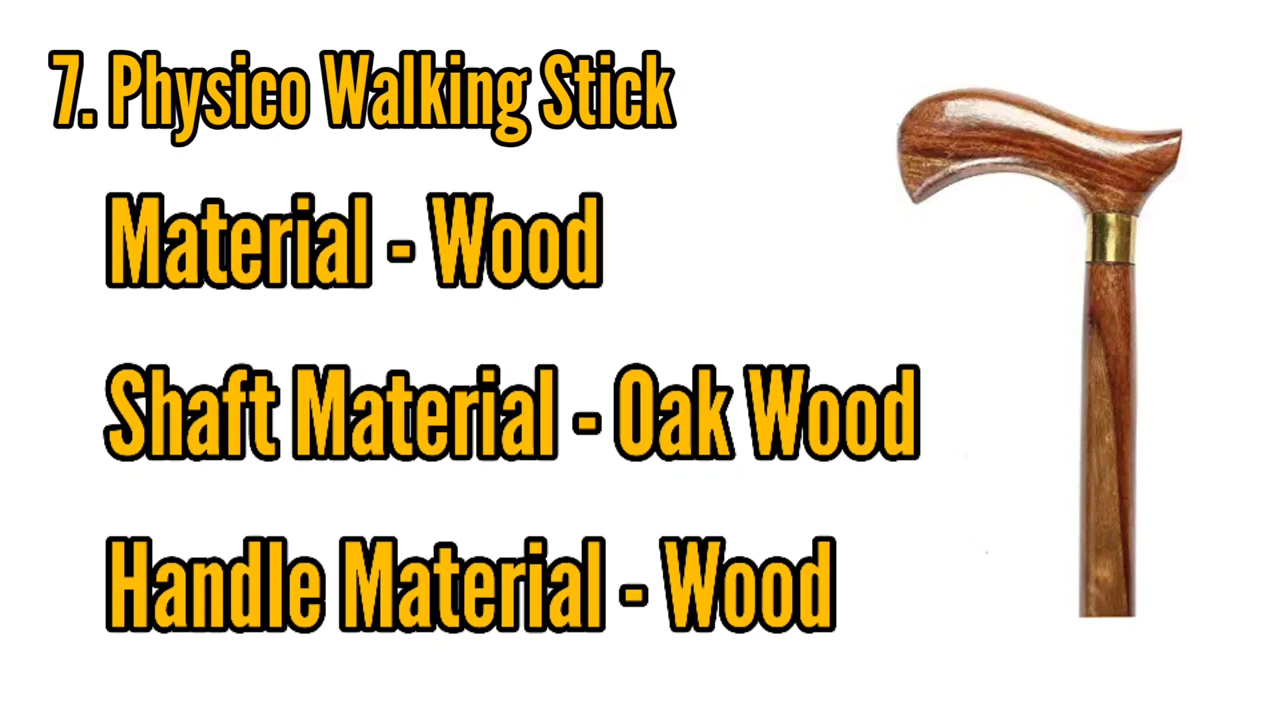 7. Physico Walking Stick
Material - Wood
Shaft Material - Oak Wood
Handle Material - Wood